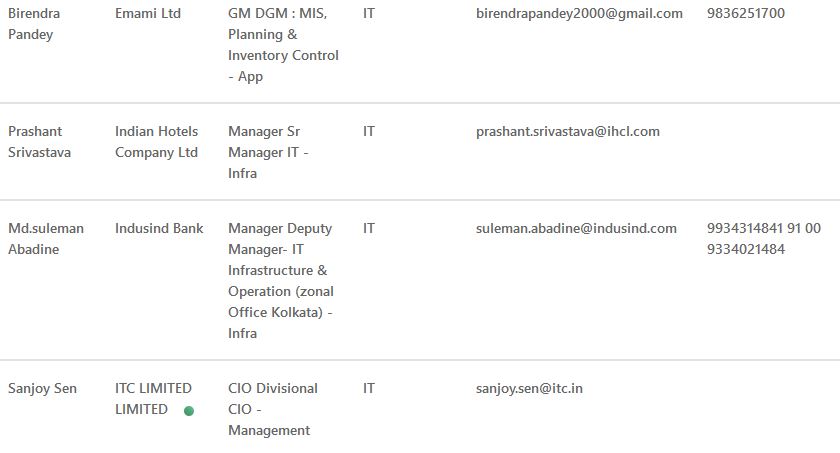 Birendra Pandey
Emami Ltd
GM DGM : MIS, Planning & Inventory Control - App
IT
birendrapandey2000@gmail.com
9836251700
Prashant Srivastava
Indian Hotels Company Ltd
Manager Sr Manager IT - Infra
IT
prashant.srivastava@ihcl.com
Md.suleman Abadine
Indusind Bank
Manager Deputy Manager- IT Infrastructure & Operation (zonal Office Kolkata) - Infra
IT
suleman.abadine@indusind.com
9934314841 91 00 9334021484
Sanjoy Sen
ITC LIMITED LIMITED
CIO Divisional CIO - Management
IT
sanjoy.sen@itc.in